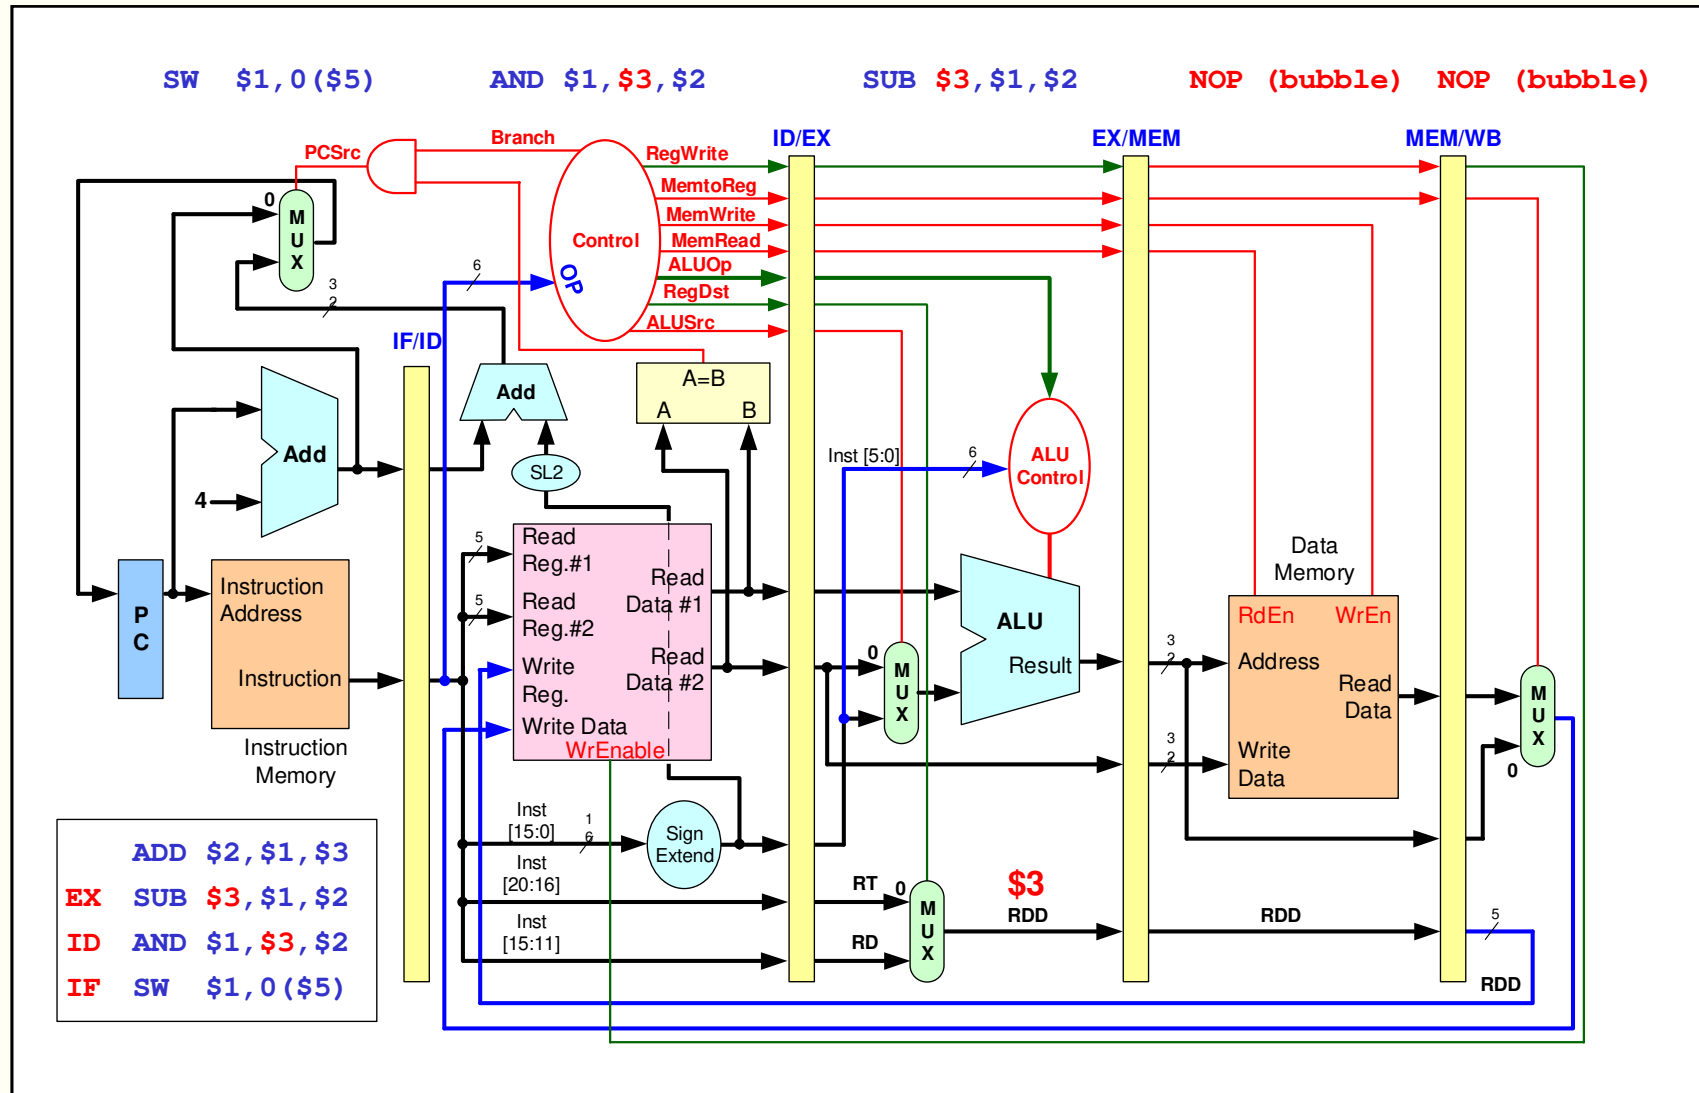 SW $1,0($5)
AND $1,$3,$2
SUB $3,$1,$2
NOP (bubble)
NOP (bubble)
ID/EX
EX/MEM
MEM/WB
Branch
PCSrc
RegWrite
MemtoReg
MemWrite
MemRead
ALUOp
RegDst
ALUSrc
Control
OP
0
M
U
X
6
3
2
IF/ID
Add
4
Add
SL2
A=B
A
B
Inst [5:0]
6
ALU
Control
P
C
Instruction
Address
Instruction
Instruction
Memory
5
Read
Reg.#1
5
Read
Reg.#2
Write
Reg.
Write Data
WrEnable
Read
Data #1
Read
Data #2
0
M
U
X
ALU
Result
3
2
3
2
Data
Memory
RdEn
WrEn
Address
Read
Data
Write
Data
M
U
X
0
Inst
[15:0]
1
6
Sign
Extend
Inst
[20:16]
Inst
[15:11]
RT
0
RD
M
U
X
$3
RDD
RDD
5
RDD
ADD $2,$1,$3
EX SUB $3,$1,$2
ID AND $1,$3,$2
IF SW $1,0($5)